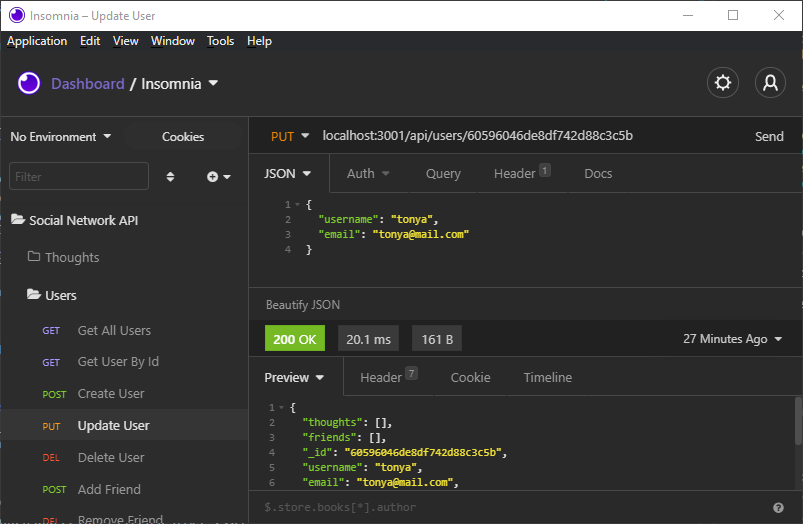 Insomnia – Update User
Application Edit View Window Tools Help
Dashboard / Insomnia
No Environment Cookies
Filter
Social Network API
Thoughts
Users
GET Get All Users
GET Get User By Id
POST Create User
PUT Update User
DEL Delete User
POST Add Friend
DEL Remove Friend
PUT localhost:3001/api/users/60596046de8df742d88c3c5b Send
JSON Auth Query Header 1 Docs
1 {
2 "username": "tonya",
3 "email": "tonya@mail.com"
4 }
Beautify JSON
200 OK 20.1 ms 161 B 27 Minutes Ago
Preview Header 7 Cookie Timeline
1 {
2 "thoughts": [],
3 "friends": [],
4 "_id": "60596046de8df742d88c3c5b",
5 "username": "tonya",
6 "email": "tonya@mail.com",
$.store.books[*].author